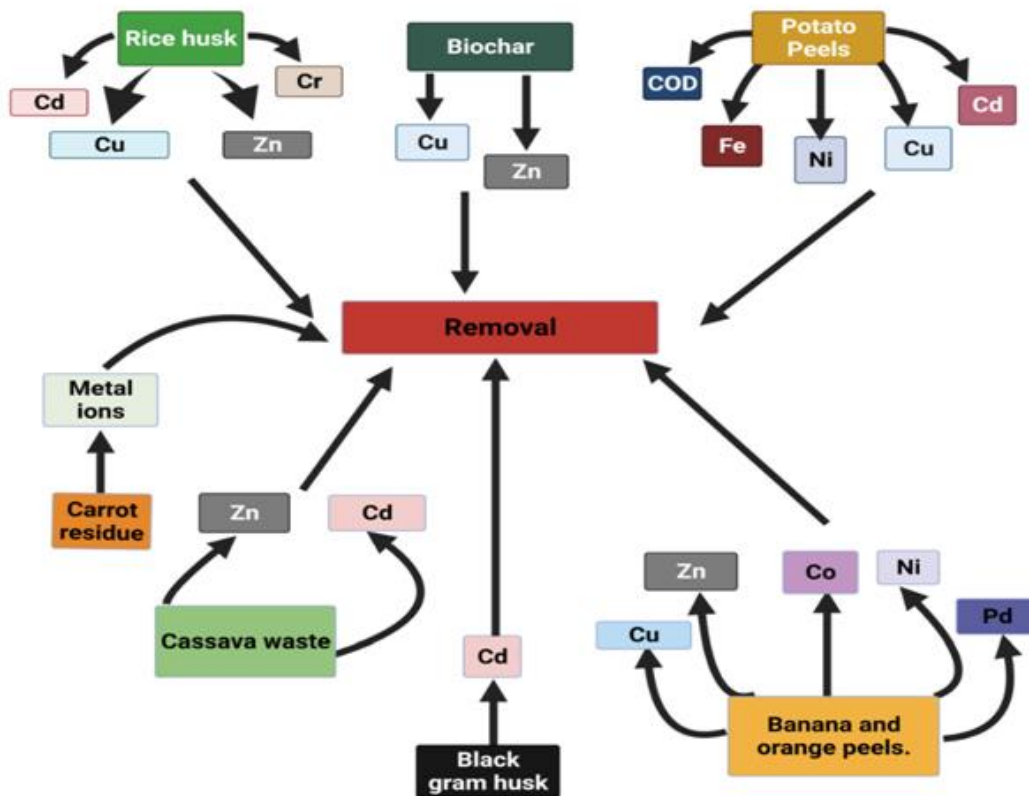 Rice husk
Biochar
Potato
Peels
Cd
Cr
Cu
Zn
Cu
Zn
COD
Fe
Ni
Cu
Cd
Removal
Metal
ions
Carrot
residue
Zn
Cd
Cassava waste
Cd
Black
gram husk
Zn
Co
Ni
Cu
Pd
Banana and
orange peels.